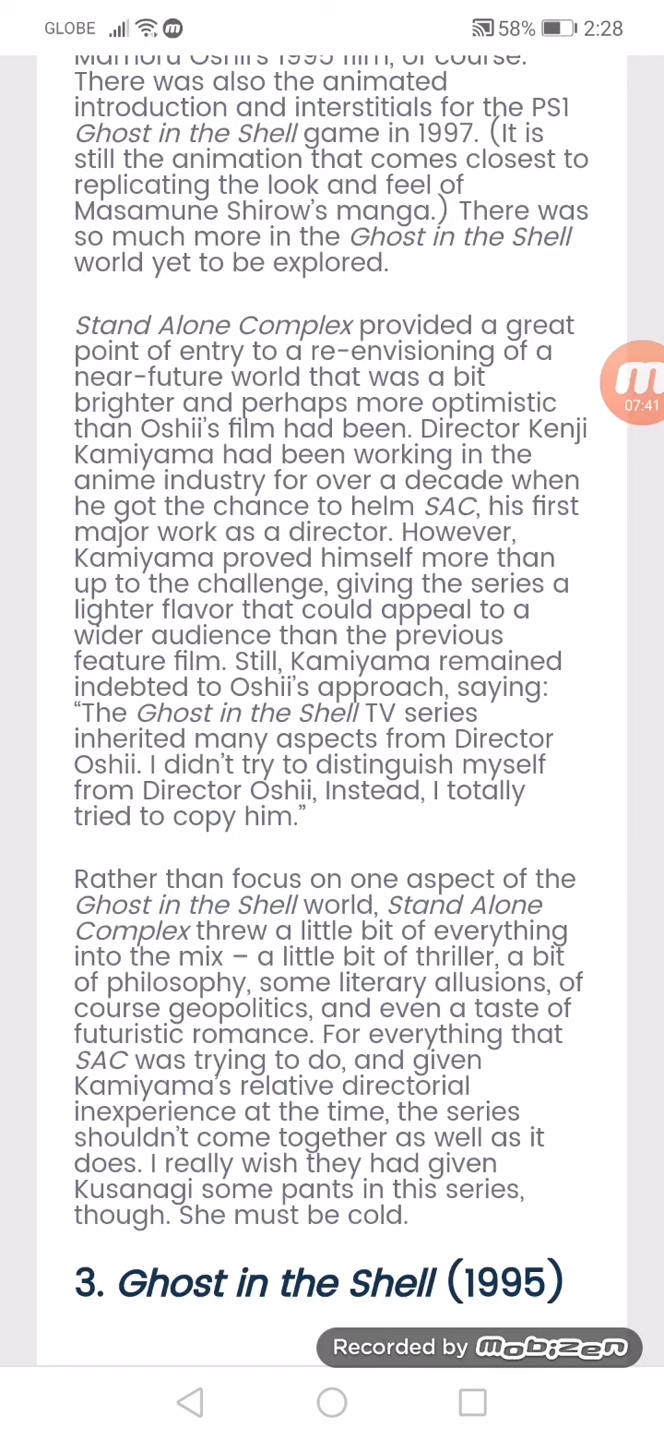 GLOBE 58% 2:28
Mamoru Oshii's 1995 film, of course.
There was also the animated
introduction and interstitials for the PS1
Ghost in the Shell game in 1997. (It is
still the animation that comes closest to
replicating the look and feel of
Masamune Shirow's manga.) There was
so much more in the Ghost in the Shell
world yet to be explored.
Stand Alone Complex provided a great
point of entry to a re-envisioning of a
near-future world that was a bit
brighter and perhaps more optimistic
than Oshii's film had been. Director Kenji
Kamiyama had been working in the
anime industry for over a decade when
he got the chance to helm SAC, his first
major work as a director. However,
Kamiyama proved himself more than
up to the challenge, giving the series a
lighter flavor that could appeal to a
wider audience than the previous
feature film. Still, Kamiyama remained
indebted to Oshii's approach, saying:
“The Ghost in the Shell TV series
inherited many aspects from Director
Oshii. I didn't try to distinguish myself
from Director Oshii, Instead, I totally
tried to copy him.”
07:41
Rather than focus on one aspect of the
Ghost in the Shell world, Stand Alone
Complex threw a little bit of everything
into the mix – a little bit of thriller, a bit
of philosophy, some literary allusions, of
course geopolitics, and even a taste of
futuristic romance. For everything that
SAC was trying to do, and given
Kamiyama's relative directorial
inexperience at the time, the series
shouldn't come together as well as it
does. I really wish they had given
Kusanagi some pants in this series,
though. She must be cold.
3. Ghost in the Shell (1995)
Recorded by mobizen